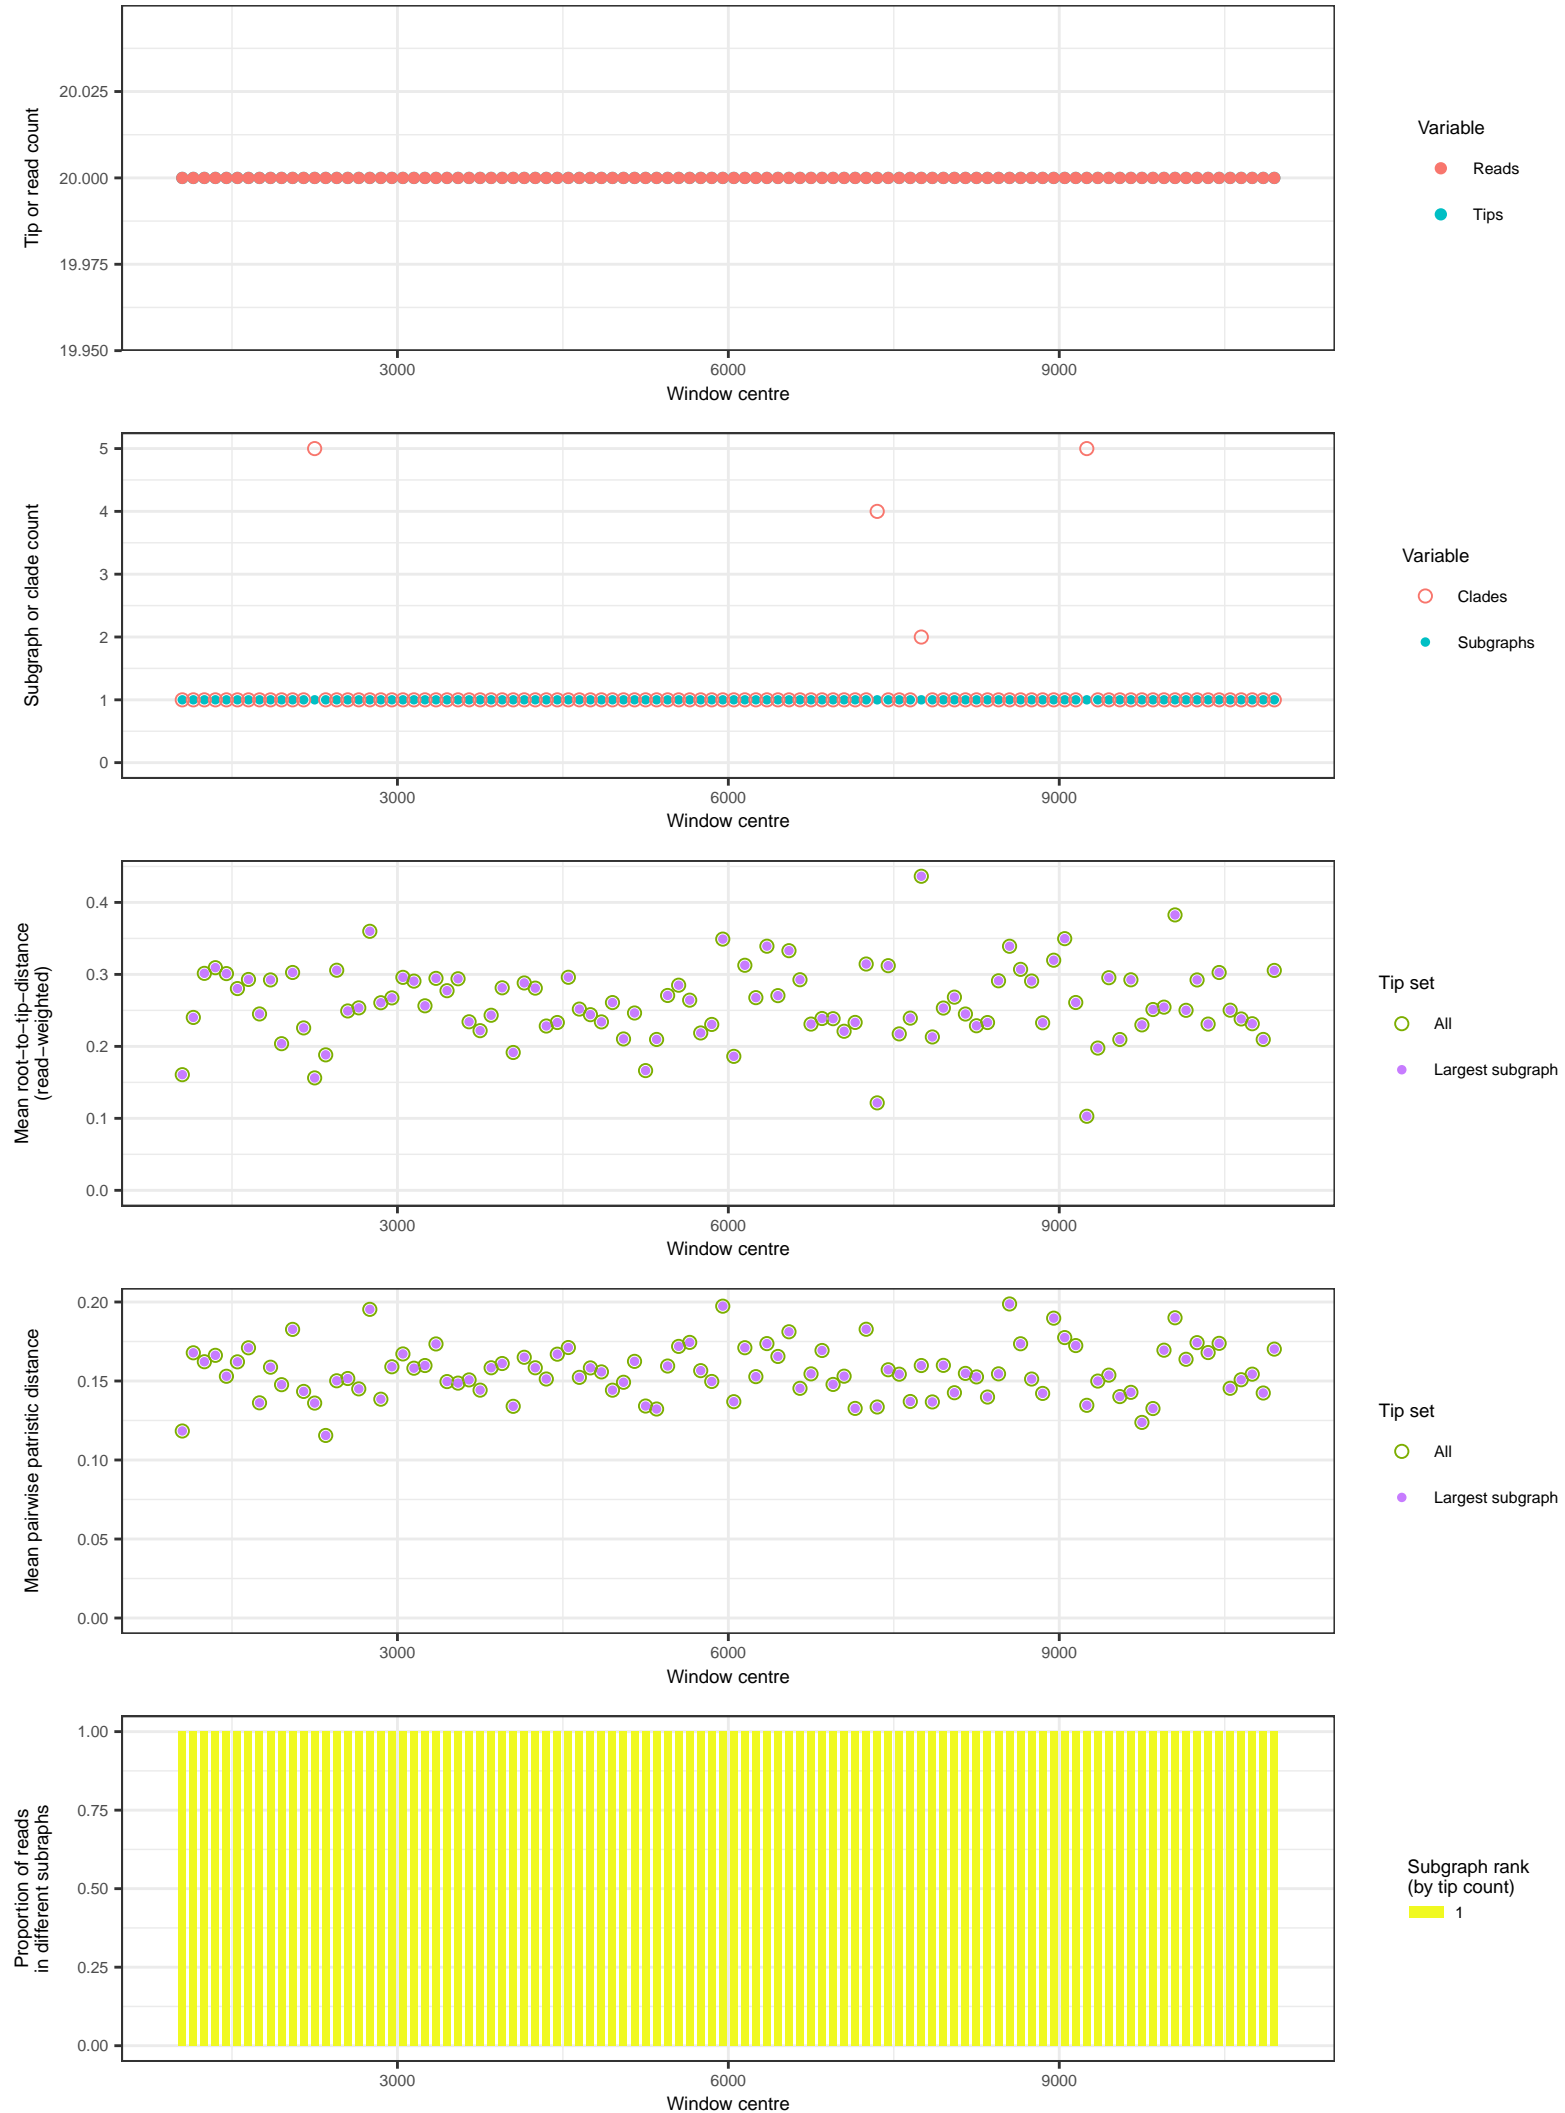 Tip or read count
20.025
20.000
19.975
19.950
3000
6000
9000
Window centre
Variable
Reads
Tips
Subgraph or clade count
5
4
3
2
1
0
3000
6000
9000
Window centre
Variable
Clades
Subgraphs
Mean root−to−tip−distance
(read−weighted)
0.4
0.3
0.2
0.1
0.0
3000
6000
9000
Window centre
Tip set
All
Largest subgraph
Mean pairwise patristic distance
0.20
0.15
0.10
0.05
0.00
3000
6000
9000
Window centre
Tip set
All
Largest subgraph
Proportion of reads
in different subraphs
1.00
0.75
0.50
0.25
0.00
3000
6000
9000
Window centre
Subgraph rank
(by tip count)
1